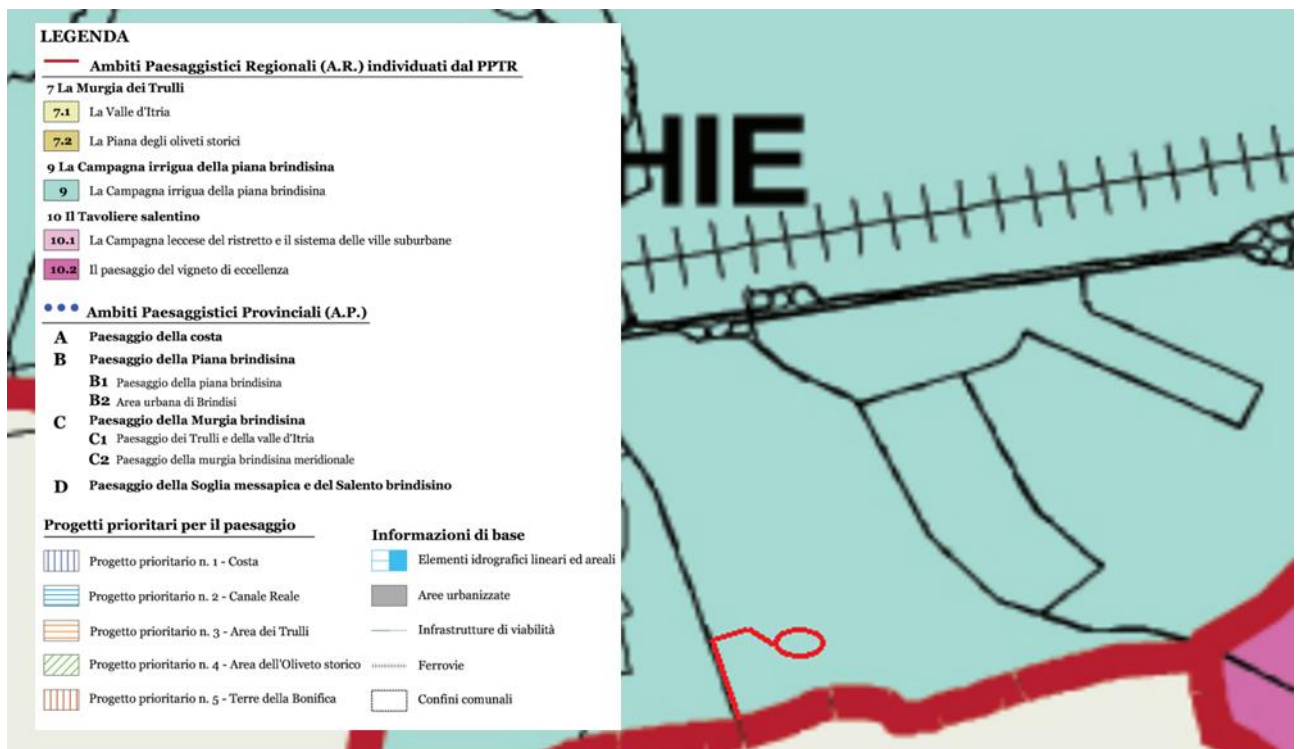 LEGENDA
Ambiti Paesaggistici Regionali (A.R.) individuati dal PPTR
7 La Murgia dei Trulli
7.1 La Valle d'Itria
7.2 La Piana degli oliveti storici
9 La Campagna irrigua della piana brindisina
9 La Campagna irrigua della piana brindisina
10 Il Tavoliere salentino
10.1 La Campagna leccese del ristretto e il sistema delle ville suburbane
10.2 Il paesaggio del vigneto di eccellenza
Ambiti Paesaggistici Provinciali (A.P.)
A Paesaggio della costa
B Paesaggio della Piana brindisina
B1 Paesaggio della piana brindisina
B2 Area urbana di Brindisi
C Paesaggio della Murgia brindisina
C1 Paesaggio dei Trulli e della valle d'Itria
C2 Paesaggio della murgia brindisina meridionale
D Paesaggio della Soglia messapica e del Salento brindisino
Progetti prioritari per il paesaggio
Progetto prioritario n. 1 - Costa
Progetto prioritario n. 2 - Canale Reale
Progetto prioritario n. 3 - Area dei Trulli
Progetto prioritario n. 4 - Area dell'Oliveto storico
Progetto prioritario n. 5 - Terre della Bonifica
Informazioni di base
Elementi idrografici lineari ed areali
Aree urbanizzate
Infrastrutture di viabilità
Ferrovie
Confini comunali
HIE